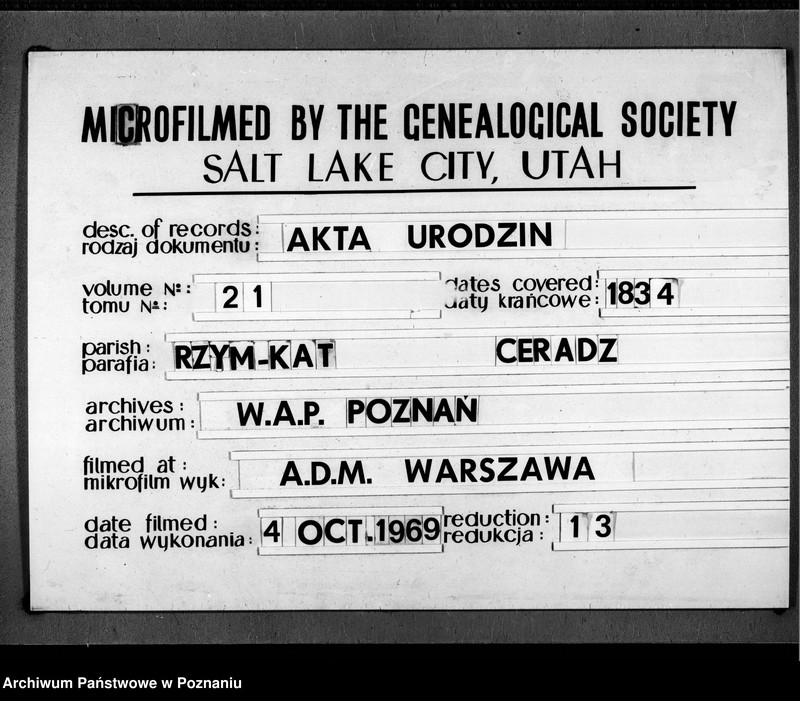 MICROFILMED BY THE GENEALOGICAL SOCIETY
SALT LAKE CITY, UTAH
desc. of records: AKTA URODZIN
rodzaj dokumentu:
volume №: 21 dates covered: 1834
tomu №: daty krańcowe:
parish: RZYM-KAT CERADZ
parafia:
archives: W.A.P. POZNAŃ
archiwum:
filmed at: A.D.M. WARSZAWA
mikrofilm wyk:
date filmed: 4 OCT. 1969 reduction: 13
data wykonania: redukcja:
Archiwum Państwowe w Poznaniu